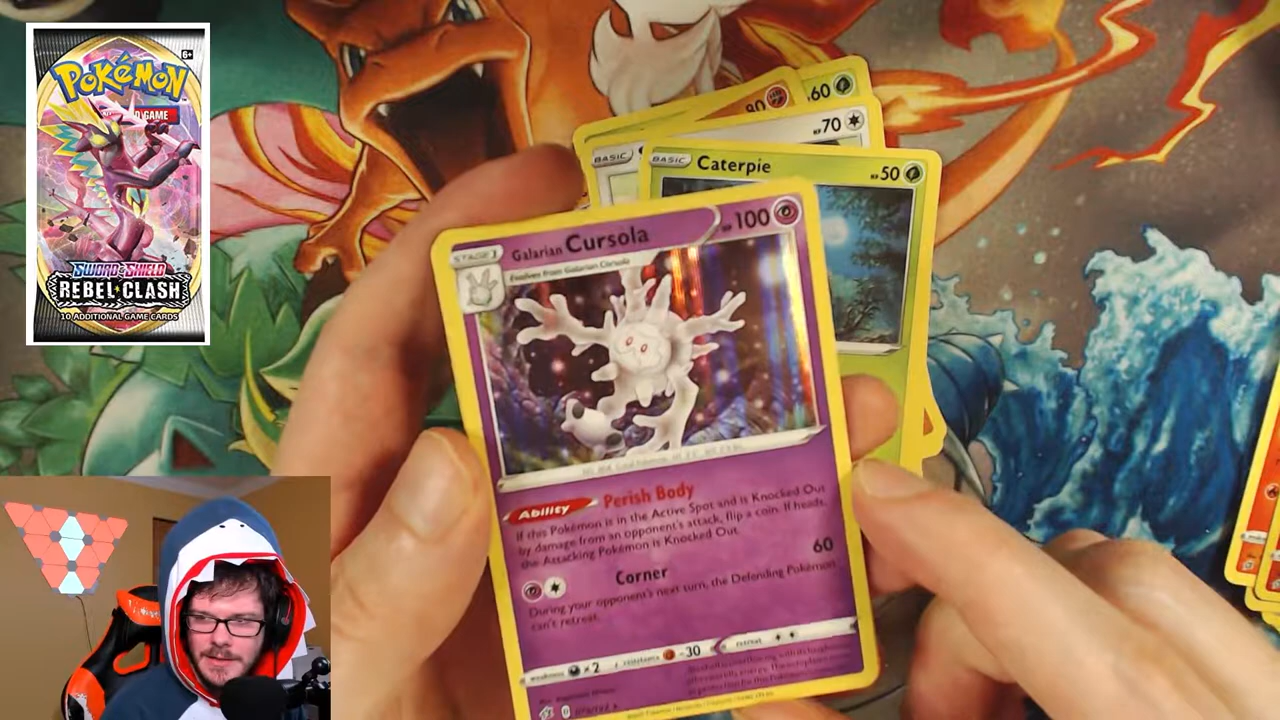 6+
POKéMON
GAME
SWORD & SHIELD
REBEL CLASH
10 ADDITIONAL GAME CARDS
80
60
BASIC
HP 70
BASIC Caterpie HP 50
STAGE 1 Galarian Cursola HP 100
Evolves from Galarian Corsola
Ability Perish Body
If this Pokémon is in the Active Spot and is Knocked Out
by damage from an opponent's attack, flip a coin. If heads,
the Attacking Pokémon is Knocked Out.
Corner 60
During your opponent's next turn, the Defending Pokémon
can't retreat.
weakness ×2 resistance -30 retreat